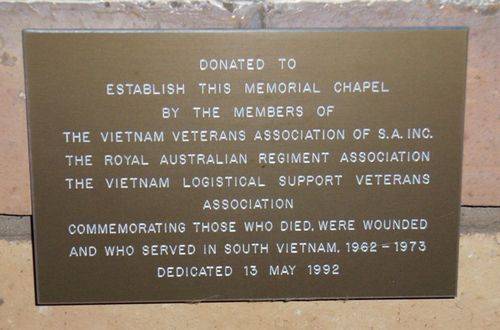 DONATED TO
ESTABLISH THIS MEMORIAL CHAPEL
BY THE MEMBERS OF
THE VIETNAM VETERANS ASSOCIATION OF S.A. INC.
THE ROYAL AUSTRALIAN REGIMENT ASSOCIATION
THE VIETNAM LOGISTICAL SUPPORT VETERANS
ASSOCIATION
COMMEMORATING THOSE WHO DIED, WERE WOUNDED
AND WHO SERVED IN SOUTH VIETNAM, 1962 – 1973
DEDICATED 13 MAY 1992